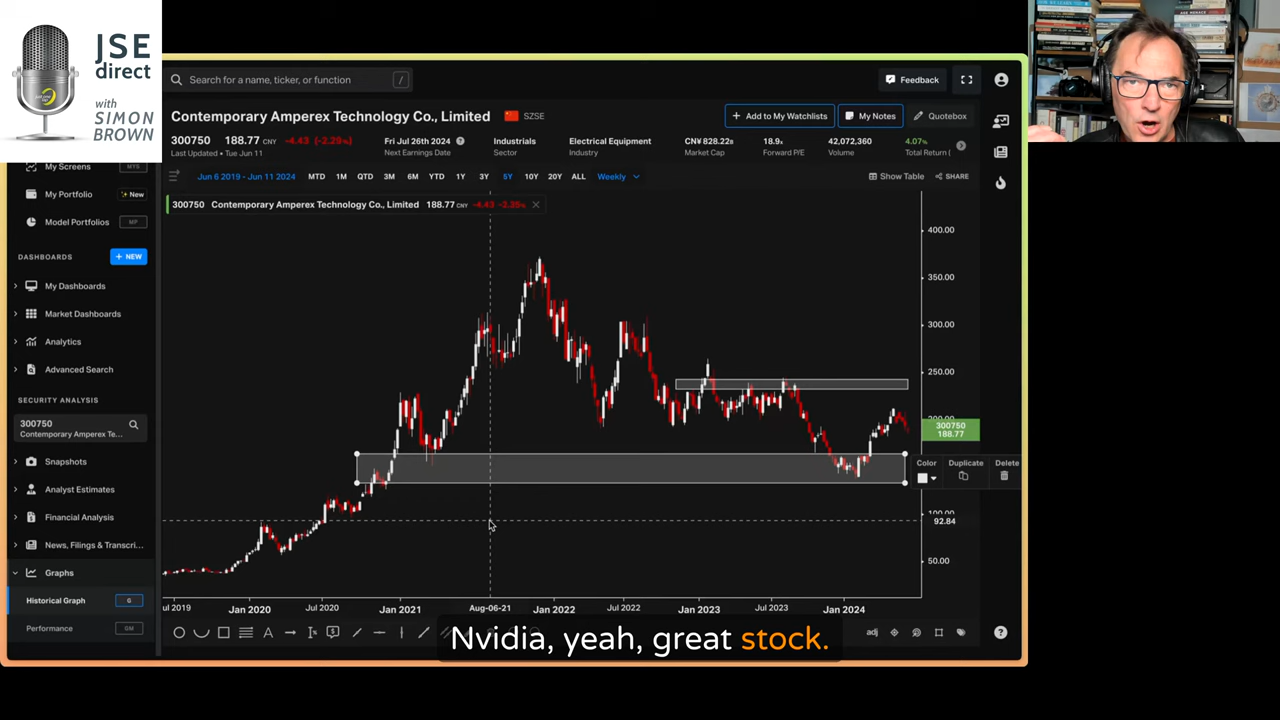 JSE
direct
with
SIMON
BROWN
Search for a name, ticker, or function
/
Feedback
Contemporary Amperex Technology Co., Limited
SZSE
+ Add to My Watchlists
My Notes
Quotebox
300750
188.77 CNY -4.43 (-2.29%)
Last Updated • Tue Jun 11
Fri Jul 26th 2024
Next Earnings Date
Industrials
Sector
Electrical Equipment
Industry
CN¥ 828.22B
Market Cap
18.9x
Forward P/E
42,072,360
Volume
4.07%
Total Return (
Jun 6 2019 - Jun 11 2024
MTD 1M QTD 3M 6M YTD 1Y 3Y 5Y 10Y 20Y ALL
Weekly
Show Table
SHARE
300750 Contemporary Amperex Technology Co., Limited 188.77 CNY -4.43 -2.35%
My Screens
My Portfolio
New
Model Portfolios
MP
DASHBOARDS
+ NEW
My Dashboards
Market Dashboards
Analytics
Advanced Search
SECURITY ANALYSIS
300750
Contemporary Amperex Te...
Snapshots
Analyst Estimates
Financial Analysis
News, Filings & Transcri...
Graphs
Historical Graph
G
Performance
GM
400.00
350.00
300.00
250.00
200.00
300750
188.77
100.00
92.84
50.00
Color
Duplicate
Delete
ul 2019
Jan 2020
Jul 2020
Jan 2021
Aug-06-21
Jan 2022
Jul 2022
Jan 2023
Jul 2023
Jan 2024
adj
Nvidia, yeah, great stock.